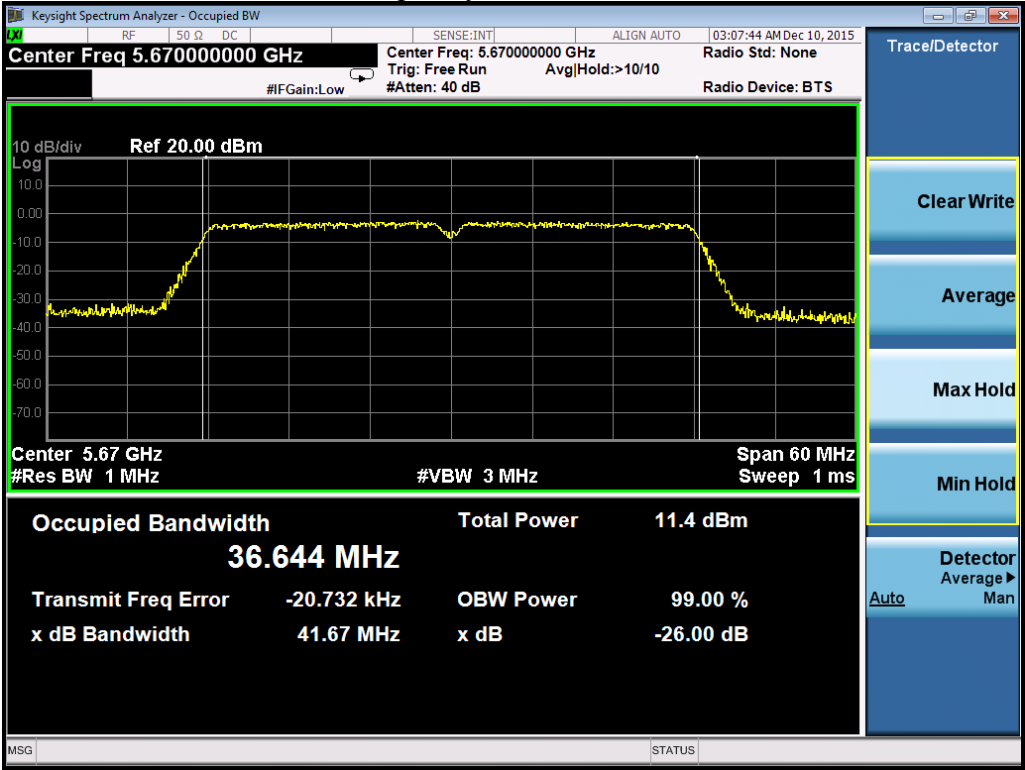 Keysight Spectrum Analyzer - Occupied BW
LXI RF 50 Ω DC SENSE:INT ALIGN AUTO 03:07:44 AM Dec 10, 2015
Center Freq 5.670000000 GHz
Center Freq: 5.670000000 GHz Radio Std: None
Trig: Free Run Avg|Hold:>10/10
#IFGain:Low #Atten: 40 dB Radio Device: BTS
10 dB/div Ref 20.00 dBm
Log
10.0
0.00
-10.0
-20.0
-30.0
-40.0
-50.0
-60.0
-70.0
Center 5.67 GHz Span 60 MHz
#Res BW 1 MHz #VBW 3 MHz Sweep 1 ms
Occupied Bandwidth Total Power 11.4 dBm
36.644 MHz
Transmit Freq Error -20.732 kHz OBW Power 99.00 %
x dB Bandwidth 41.67 MHz x dB -26.00 dB
MSG STATUS
Trace/Detector
Clear Write
Average
Max Hold
Min Hold
Detector
Average▶
Auto Man